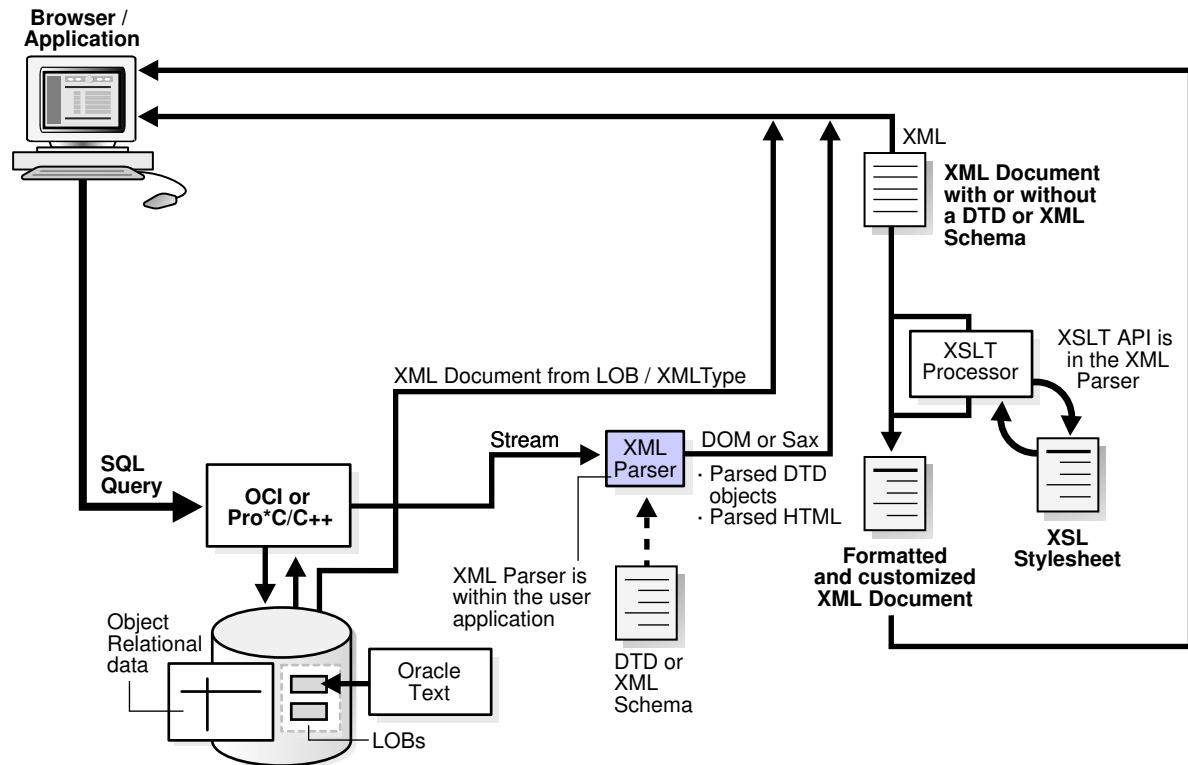 Browser /
Application
XML
XML Document
with or without
a DTD or XML
Schema
XSLT
Processor
XSLT API is
in the XML
Parser
XML Document from LOB / XMLType
Stream
XML
Parser
DOM or Sax
· Parsed DTD
objects
· Parsed HTML
SQL
Query
OCI or
Pro*C/C++
XSL
Stylesheet
Formatted
and customized
XML Document
XML Parser is
within the user
application
Object
Relational
data
Oracle
Text
DTD or
XML
Schema
LOBs